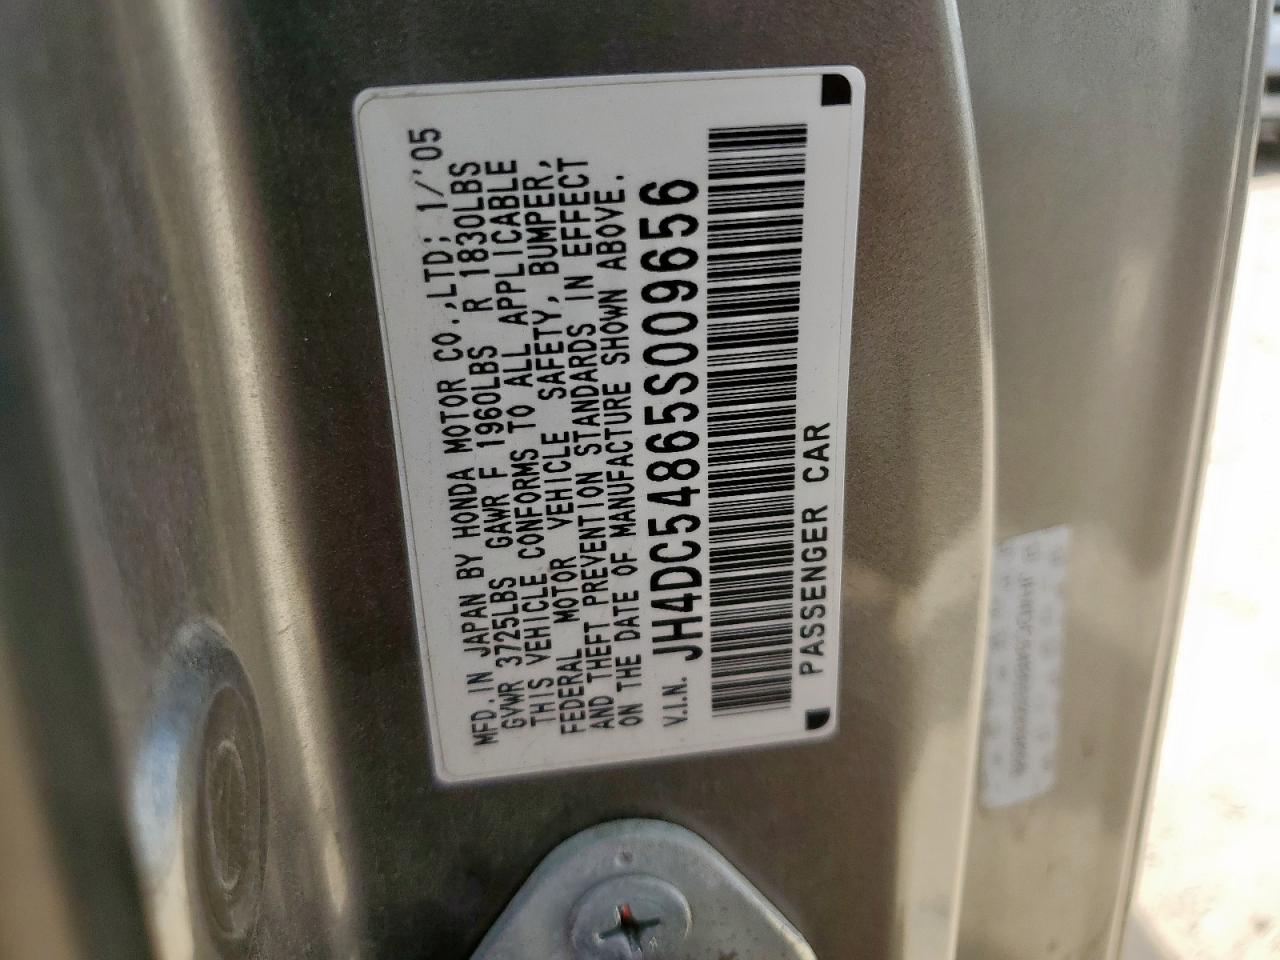 MFD. IN JAPAN BY HONDA MOTOR CO.,LTD; 1/'05
GVWR 3725LBS GAWR F 1960LBS R 1830LBS
THIS VEHICLE CONFORMS TO ALL APPLICABLE
FEDERAL MOTOR VEHICLE SAFETY, BUMPER,
AND THEFT PREVENTION STANDARDS IN EFFECT
ON THE DATE OF MANUFACTURE SHOWN ABOVE.
V.I.N. JH4DC54865S009656
PASSENGER CAR